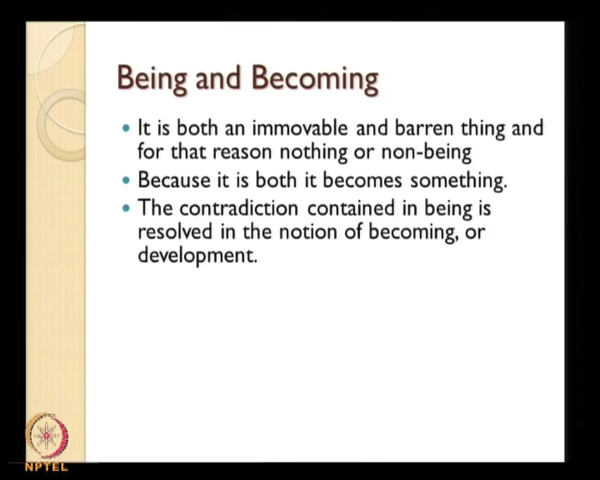 Being and Becoming
• It is both an immovable and barren thing and
for that reason nothing or non-being
• Because it is both it becomes something.
• The contradiction contained in being is
resolved in the notion of becoming, or
development.
NPTEL